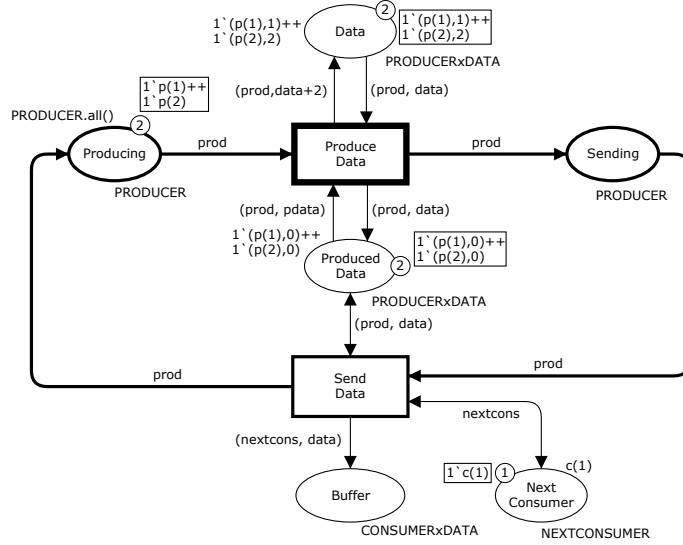 1`(p(1),1)++
1`(p(2),2)
Data
2
1`(p(1),1)++
1`(p(2),2)
PRODUCERxDATA
(prod,data+2)
(prod, data)
1`p(1)++
1`p(2)
PRODUCER.all()
2
Producing
PRODUCER
prod
Produce
Data
prod
Sending
PRODUCER
(prod, pdata)
(prod, data)
1`(p(1),0)++
1`(p(2),0)
Produced
Data
2
1`(p(1),0)++
1`(p(2),0)
PRODUCERxDATA
(prod, data)
prod
Send
Data
prod
nextcons
(nextcons, data)
Buffer
CONSUMERxDATA
1`c(1)
1
c(1)
Next
Consumer
NEXTCONSUMER